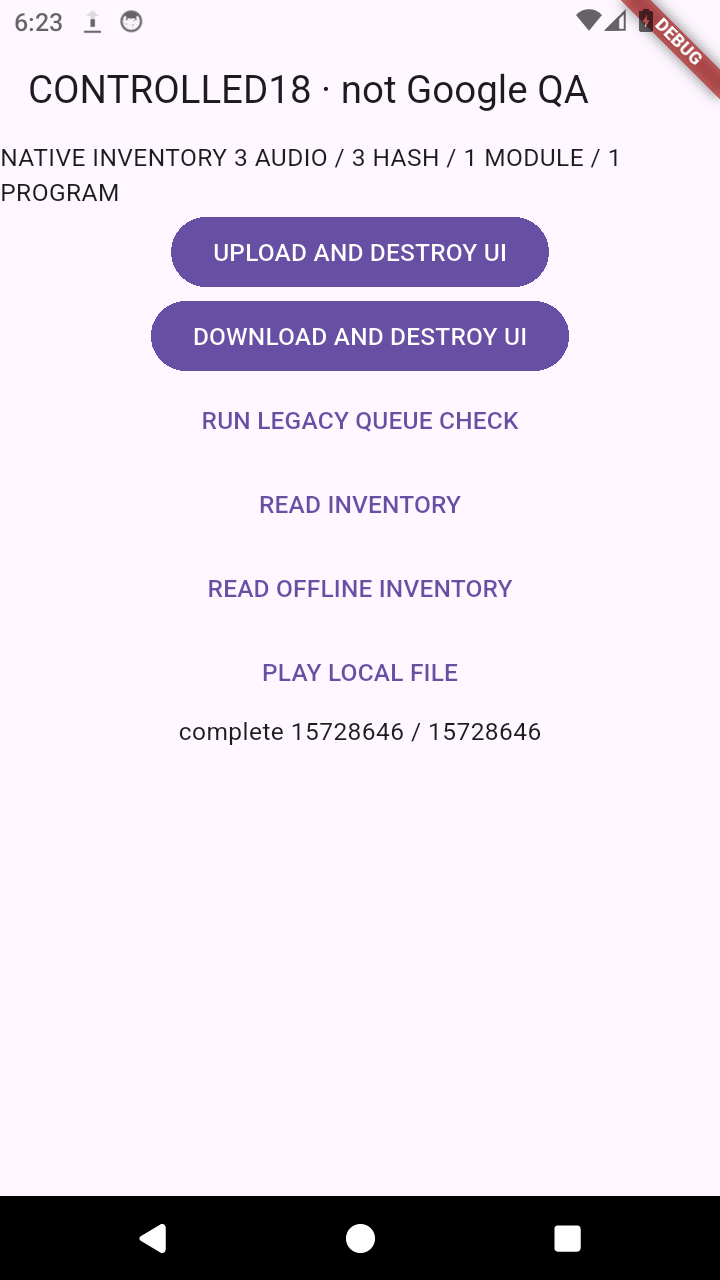 6:23
DEBUG
CONTROLLED18 · not Google QA
NATIVE INVENTORY 3 AUDIO / 3 HASH / 1 MODULE / 1
PROGRAM
UPLOAD AND DESTROY UI
DOWNLOAD AND DESTROY UI
RUN LEGACY QUEUE CHECK
READ INVENTORY
READ OFFLINE INVENTORY
PLAY LOCAL FILE
complete 15728646 / 15728646